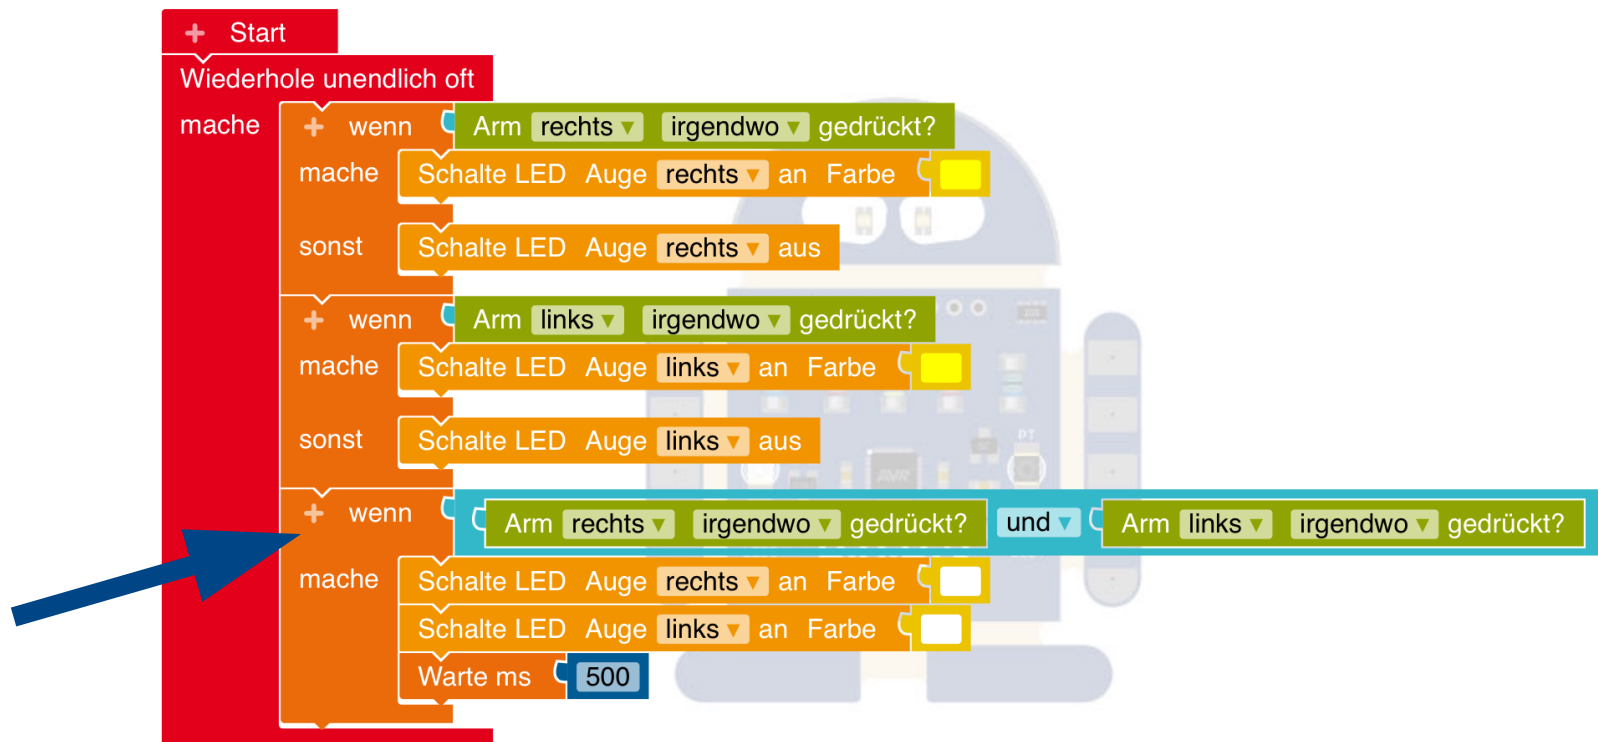 + Start
Wiederhole unendlich oft
mache + wenn Arm rechts ▾ irgendwo ▾ gedrückt?
mache Schalte LED Auge rechts ▾ an Farbe
sonst Schalte LED Auge rechts ▾ aus
+ wenn Arm links ▾ irgendwo ▾ gedrückt?
mache Schalte LED Auge links ▾ an Farbe
sonst Schalte LED Auge links ▾ aus
PT
AVR
+ wenn Arm rechts ▾ irgendwo ▾ gedrückt? und ▾ Arm links ▾ irgendwo ▾ gedrückt?
mache Schalte LED Auge rechts ▾ an Farbe
Schalte LED Auge links ▾ an Farbe
Warte ms 500